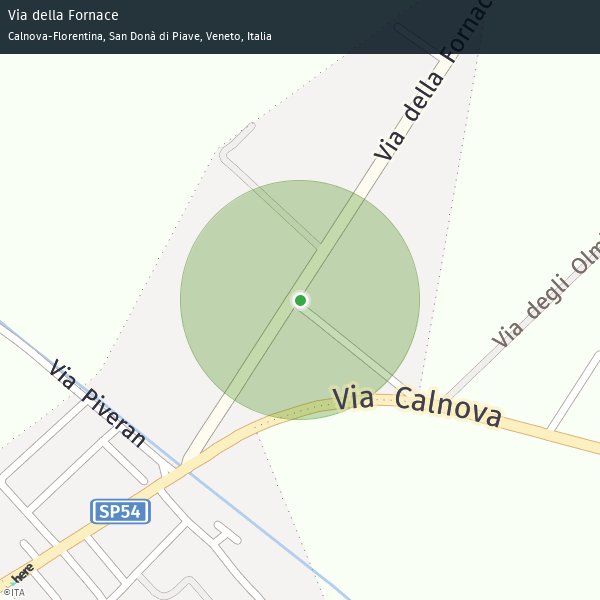 Via della Fornace
Calnova-Florentina, San Donà di Piave, Veneto, Italia
Via della Fornac
Via degli Olmi
Via Piveran
Via Calnova
SP54
here
©ITA